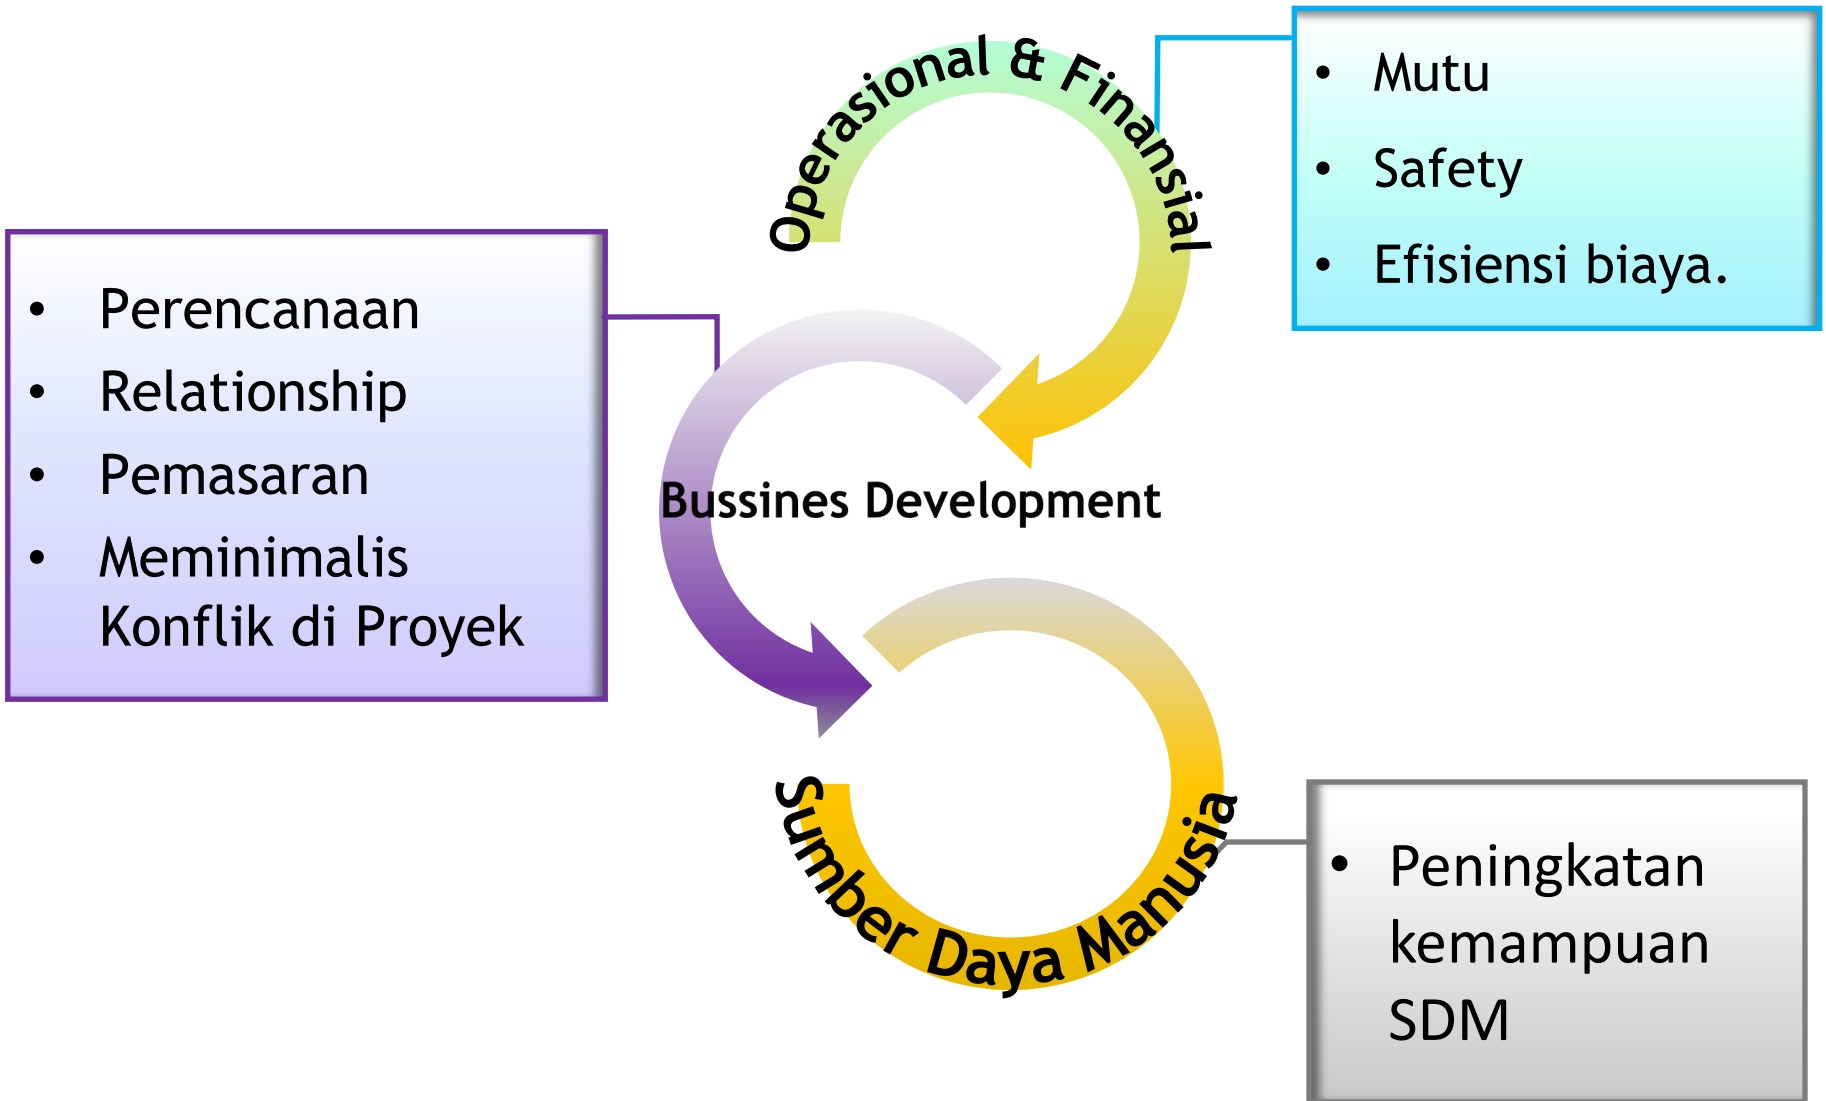 Operasional & Finansial
• Mutu
• Safety
• Efisiensi biaya.
• Perencanaan
• Relationship
• Pemasaran
• Meminimalis
Konflik di Proyek
Bussines Development
Sumber Daya Manusia
• Peningkatan
kemampuan
SDM